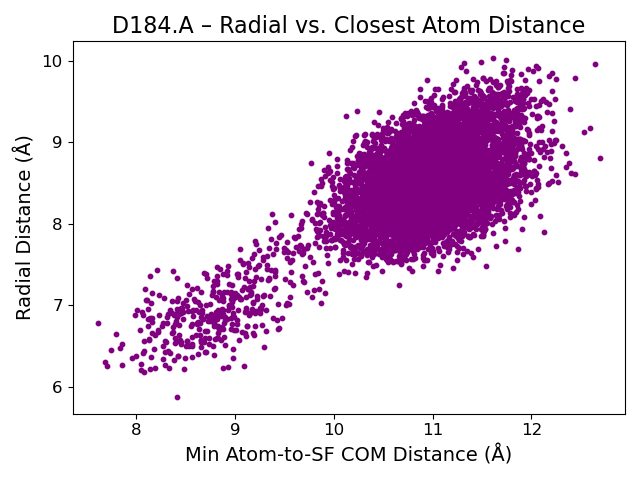 D184.A – Radial vs. Closest Atom Distance
10
9
8
7
6
Radial Distance (Å)
8 9 10 11 12
Min Atom-to-SF COM Distance (Å)